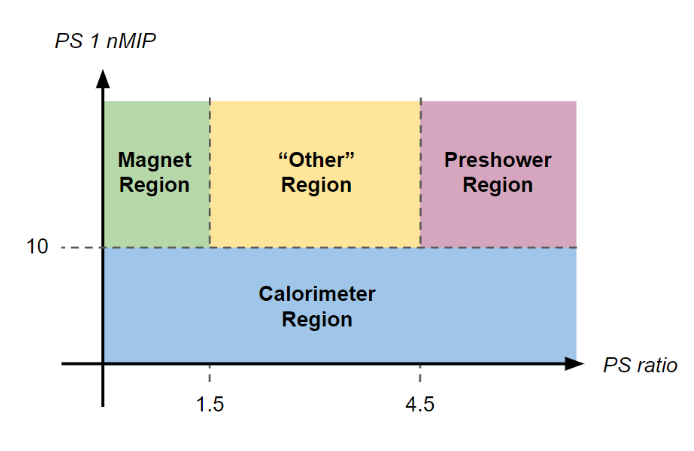 PS 1 nMIP
Magnet
Region
“Other”
Region
Preshower
Region
10
Calorimeter
Region
PS ratio
1.5
4.5